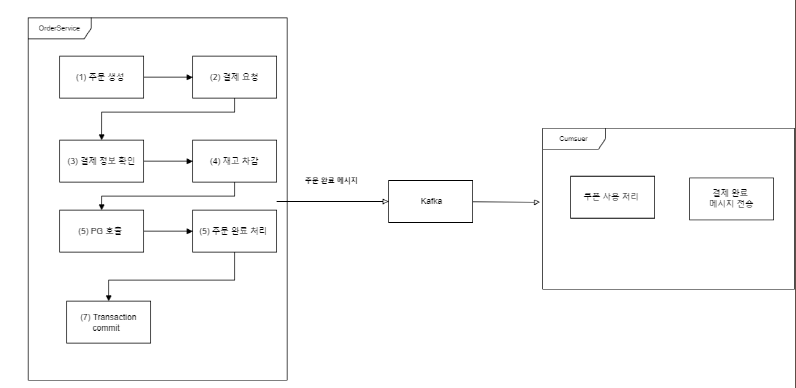 OrderService
(1) 주문 생성
(2) 결제 요청
(3) 결제 정보 확인
(4) 재고 차감
(5) PG 호출
(5) 주문 완료 처리
(7) Transaction
commit
주문 완료 메시지
Kafka
Cumsuer
쿠폰 사용 처리
결제 완료
메시지 전송